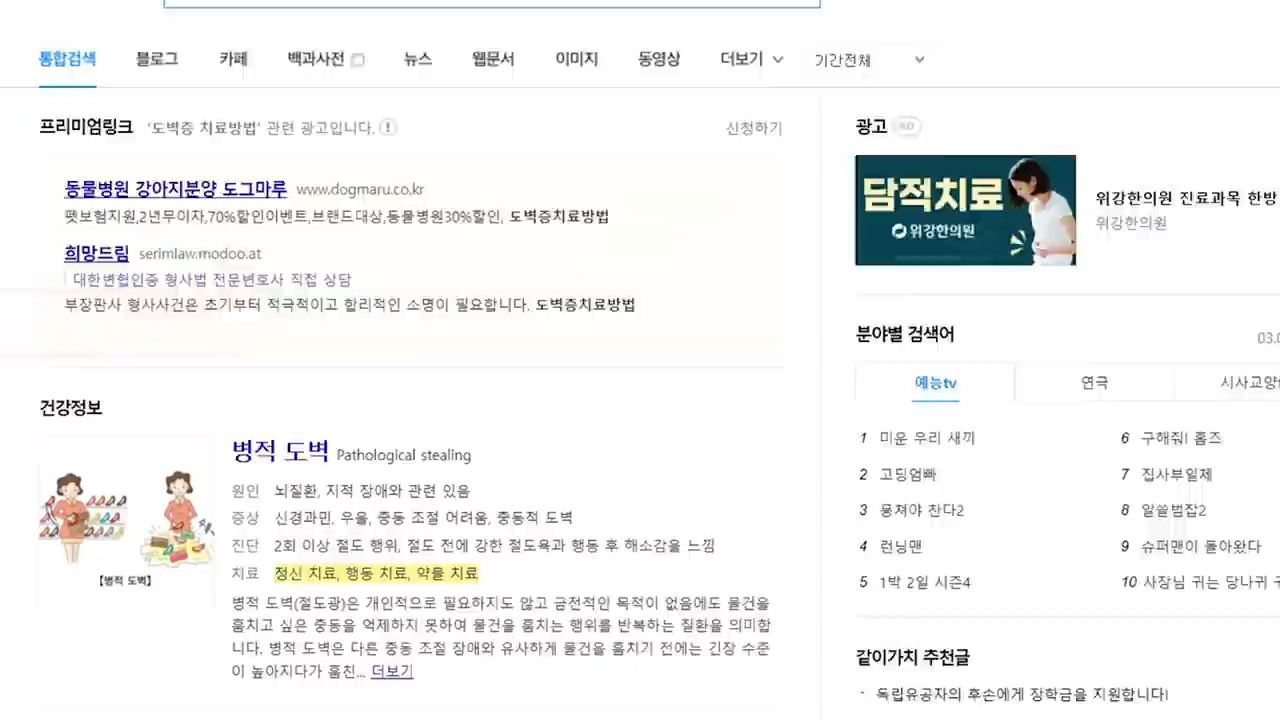 통합검색 블로그 카페 백과사전 뉴스 웹문서 이미지 동영상 더보기 기간전체
프리미엄링크 '도벽증 치료방법' 관련 광고입니다. 신청하기
동물병원 강아지분양 도그마루 www.dogmaru.co.kr
펫보험지원,2년무이자,70%할인이벤트,브랜드대상,동물병원30%할인, 도벽증치료방법
희망드림 serimlaw.modoo.at
대한변협인증 형사법 전문변호사 직접 상담
부장판사 형사사건은 초기부터 적극적이고 합리적인 소명이 필요합니다. 도벽증치료방법
건강정보
병적 도벽 Pathological stealing
원인 뇌질환, 지적 장애와 관련 있음
증상 신경과민, 우울, 충동 조절 어려움, 충동적 도벽
진단 2회 이상 절도 행위, 절도 전에 강한 절도욕과 행동 후 해소감을 느낌
치료 정신 치료, 행동 치료, 약물 치료
【병적 도벽】
병적 도벽(절도광)은 개인적으로 필요하지도 않고 금전적인 목적이 없음에도 물건을
훔치고 싶은 충동을 억제하지 못하여 물건을 훔치는 행위를 반복하는 질환을 의미합
니다. 병적 도벽은 다른 충동 조절 장애와 유사하게 물건을 훔치기 전에는 긴장 수준
이 높아지다가 훔친... 더보기
광고 AD
담적치료
위강한의원
위강한의원 진료과목 한방
위강한의원
분야별 검색어 03.0
예능tv 연극 시사교양
1 미운 우리 새끼
2 고딩엄빠
3 뭉쳐야 찬다2
4 런닝맨
5 1박 2일 시즌4
6 구해줘! 홈즈
7 집사부일체
8 알쓸범잡2
9 슈퍼맨이 돌아왔다
10 사장님 귀는 당나귀
같이가치 추천글
· 독립유공자의 후손에게 장학금을 지원합니다!